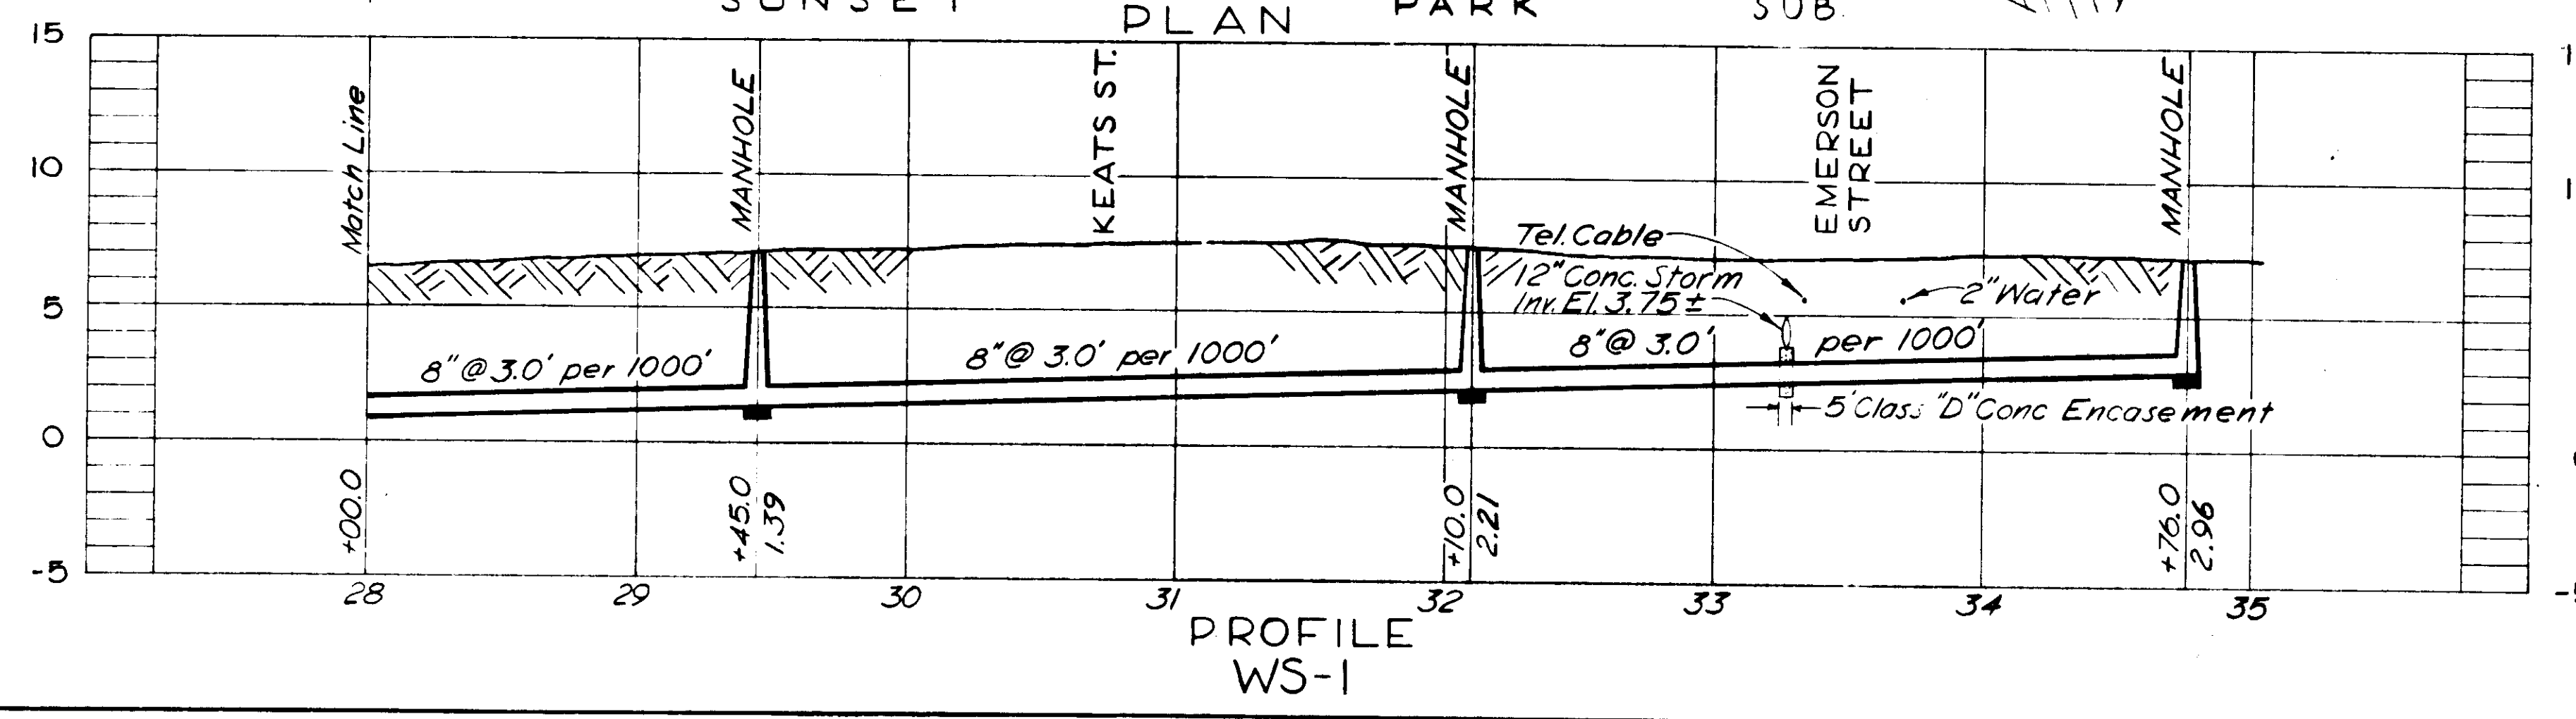 SUNSET PARK SUB.
PLAN
15
10
5
0
-5
Match Line
MANHOLE
KEATS ST.
MANHOLE
EMERSON
STREET
MANHOLE
Tel. Cable
12" Conc. Storm
Inv. El. 3.75 ±
2" Water
8" @ 3.0' per 1000'
8" @ 3.0' per 1000'
8" @ 3.0' per 1000'
5' Class "D" Conc Encasement
+00.0
+45.0
1.39
+10.0
2.21
+76.0
2.96
28 29 30 31 32 33 34 35
PROFILE
WS-1